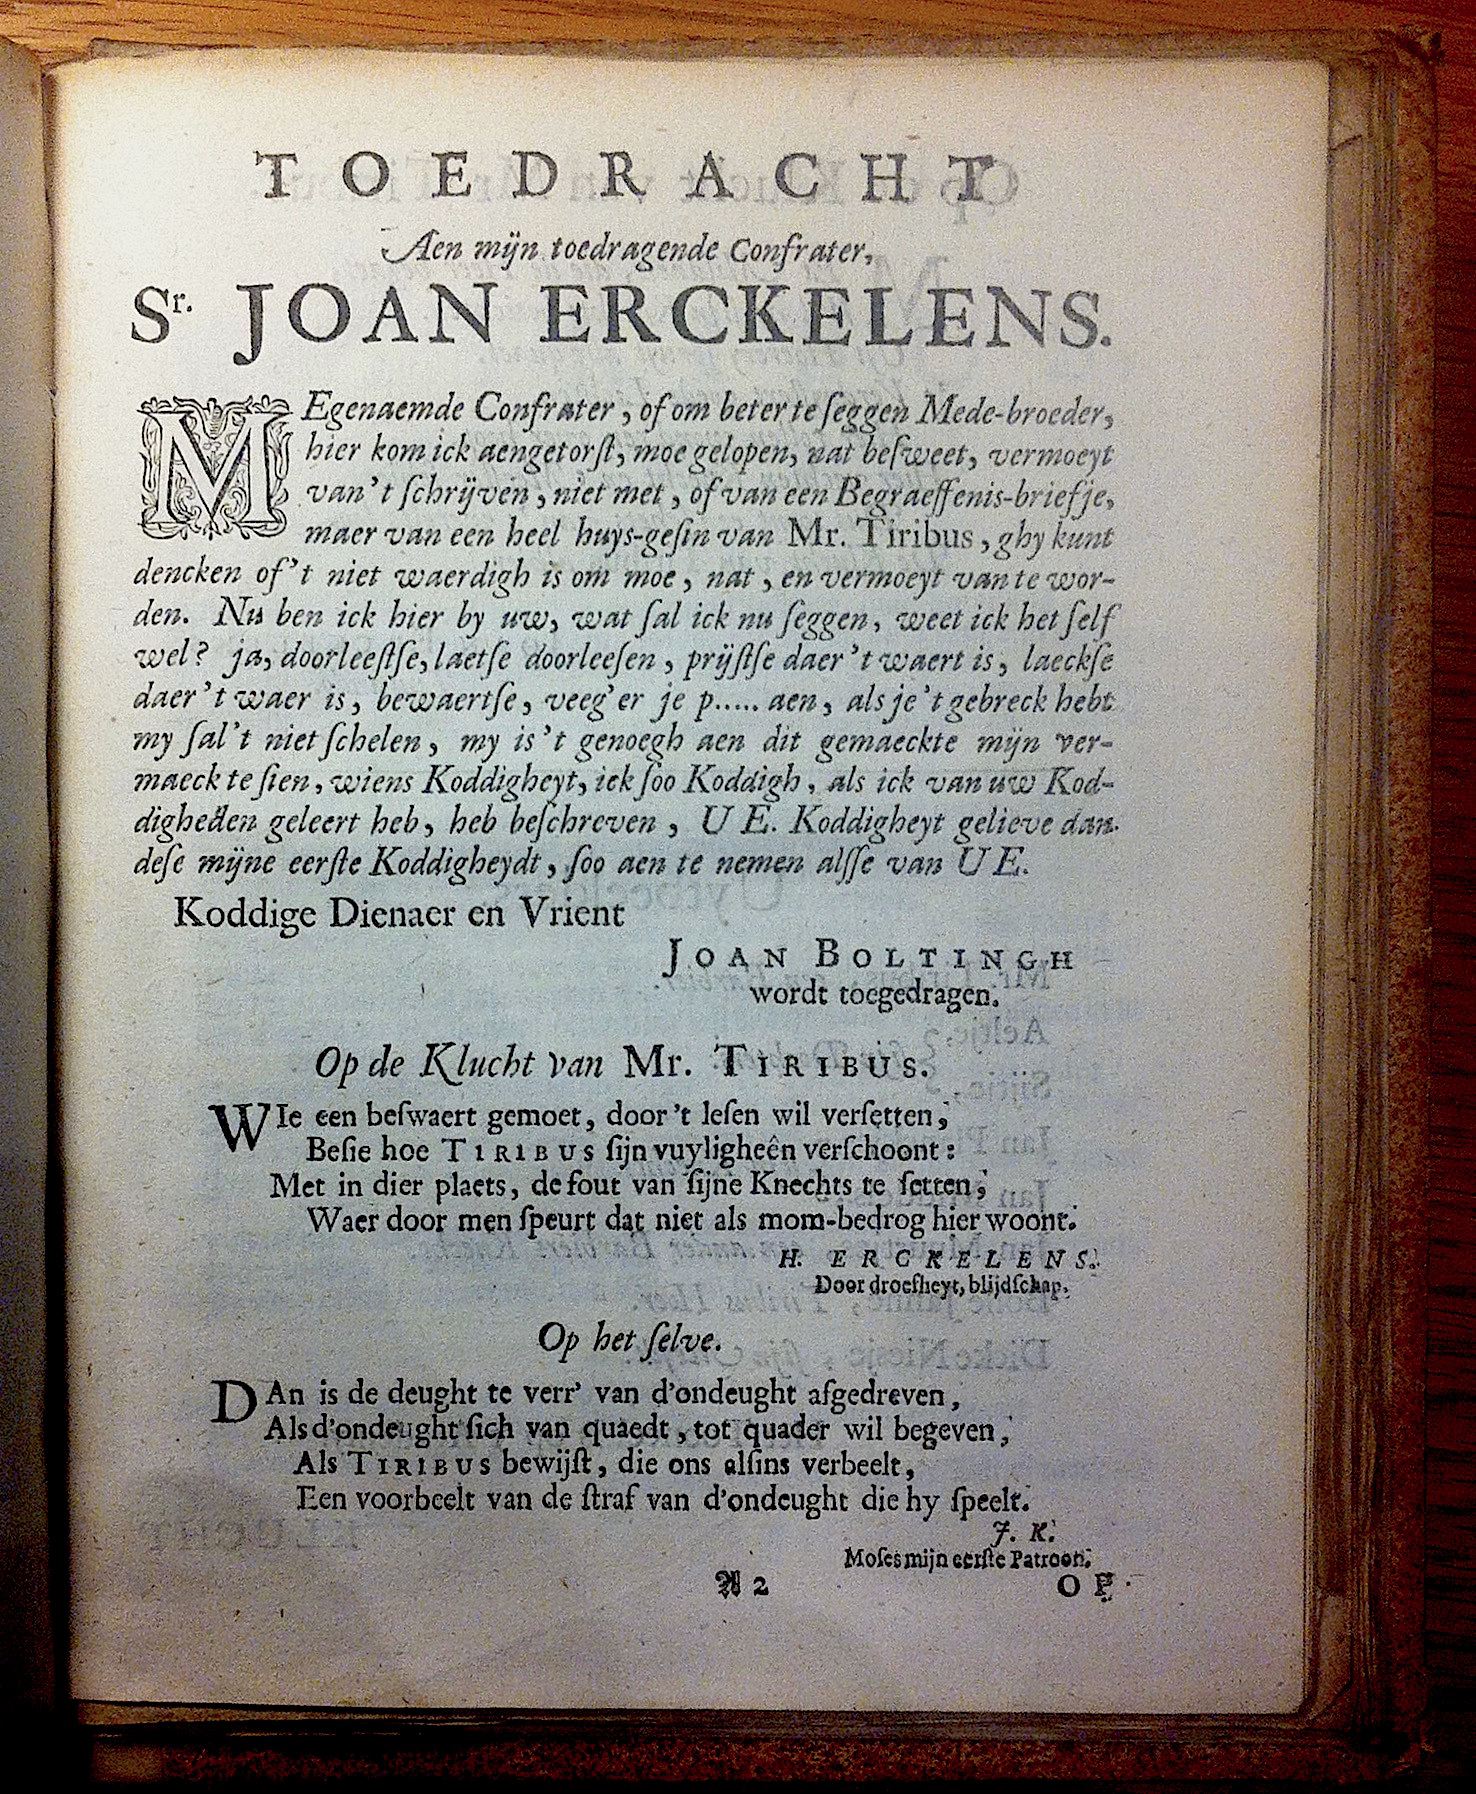 TOEDRACHT
Aen mijn toedragende Confrater,
Sr. JOAN ERCKELENS.
MEgenaemde Confrater, of om beter te ſeggen Mede-broeder,
hier kom ick aengetorſt, moe gelopen, nat beſweet, vermoeyt
van't ſchrijven, niet met, of van een Begraeffenis-briefje,
maer van een heel huys-geſin van Mr. Tiribus, ghy kunt
dencken of't niet waerdigh is om moe, nat, en vermoeyt van te wor-
den. Nu ben ick hier by uw, wat ſal ick nu ſeggen, weet ick het ſelf
wel? ja, doorleeſtſe, laetſe doorleeſen, prijſtſe daer't waert is, laeckſe
daer't waer is, bewaertſe, veeg'er je p..... aen, als je't gebreck hebt
my ſal't niet ſchelen, my is't genoegh aen dit gemaeckte mijn ver-
maeck te ſien, wiens Koddigheyt, ick ſoo Koddigh, als ick van uw Kod-
digheden geleert heb, heb beſchreven, U E. Koddigheyt gelieve dan
deſe mijne eerſte Koddigheydt, ſoo aen te nemen alſſe van U E.
Koddige Dienaer en Vrient
JOAN BOLTINGH
wordt toegedragen.
Op de Klucht van Mr. TIRIBUS.
WIe een beſwaert gemoet, door't leſen wil verſetten,
Beſie hoe TIRIBUS ſijn vuyligheên verſchoont:
Met in dier plaets, de fout van ſijne Knechts te ſetten,
Waer door men ſpeurt dat niet als mom-bedrog hier woont.
H. ERCKELENS.
Door droefheyt, blijdſchap.
Op het ſelve.
DAn is de deught te verr' van d'ondeught afgedreven,
Als d'ondeught ſich van quaedt, tot quader wil begeven,
Als TIRIBUS bewijſt, die ons alſins verbeelt,
Een voorbeelt van de ſtraf van d'ondeught die hy ſpeelt.
J. K.
Moſes mijn eerſte Patroon.
A 2 OP